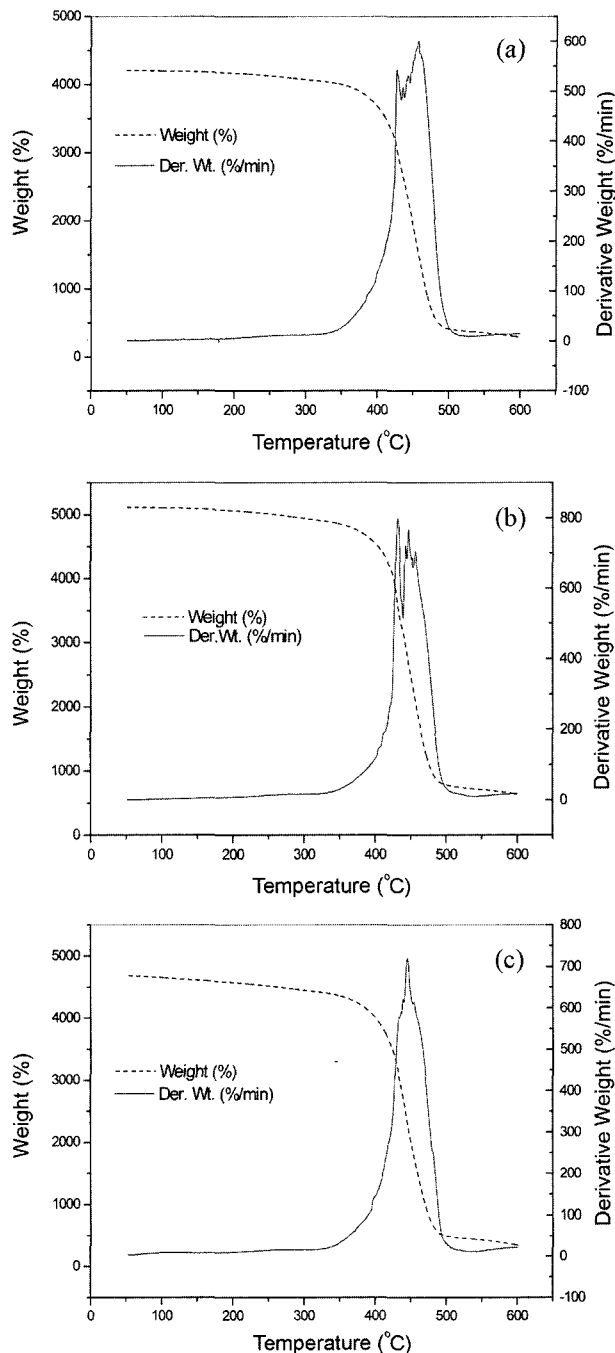 (a)
5000
4000
3000
2000
1000
0
Weight (%)
Weight (%)
Der. Wt. (%/min)
600
500
400
300
200
100
0
-100
Derivative Weight (%/min)
0 100 200 300 400 500 600
Temperature (°C)
(b)
5000
4000
3000
2000
1000
0
Weight (%)
Weight (%)
Der.Wt. (%/min)
800
600
400
200
0
Derivative Weight (%/min)
0 100 200 300 400 500 600
Temperature (°C)
(c)
5000
4000
3000
2000
1000
0
Weight (%)
Weight (%)
Der. Wt. (%/min)
800
700
600
500
400
300
200
100
0
-100
Derivative Weight (%/min)
0 100 200 300 400 500 600
Temperature (°C)